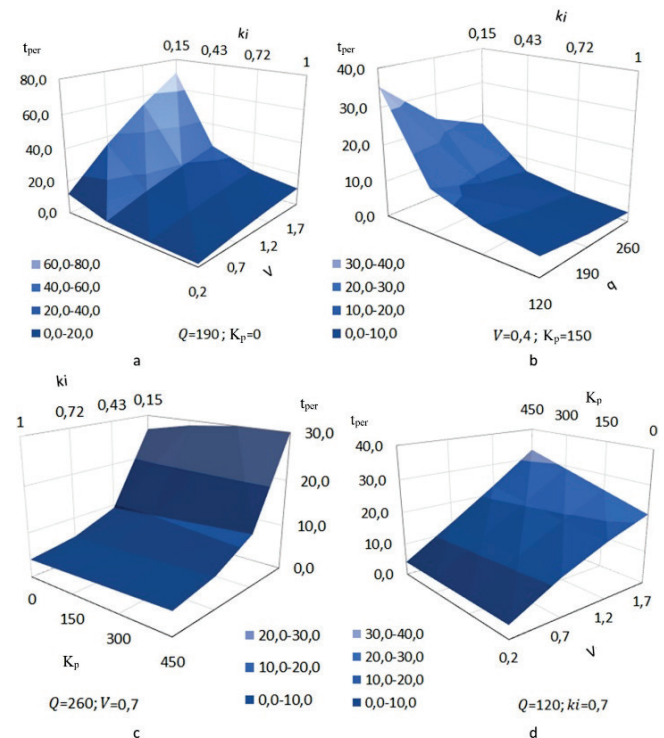 ki
t_per
0,15 0,43 0,72 1
80,0
60,0
40,0
20,0
0,0
1,7
1,2
0,7
0,2
V
60,0-80,0
40,0-60,0
20,0-40,0
0,0-20,0
Q=190; K_p=0
a
ki
t_per
0,15 0,43 0,72 1
40,0
30,0
20,0
10,0
0,0
260
190
120
q
30,0-40,0
20,0-30,0
10,0-20,0
0,0-10,0
V=0,4; K_p=150
b
ki
1 0,72 0,43 0,15
t_per
30,0
20,0
10,0
0,0
0
150
300
450
K_p
20,0-30,0
10,0-20,0
0,0-10,0
Q=260; V=0,7
c
K_p
t_per
450 300 150 0
40,0
30,0
20,0
10,0
0,0
1,7
1,2
0,7
0,2
V
30,0-40,0
20,0-30,0
10,0-20,0
0,0-10,0
Q=120; ki=0,7
d